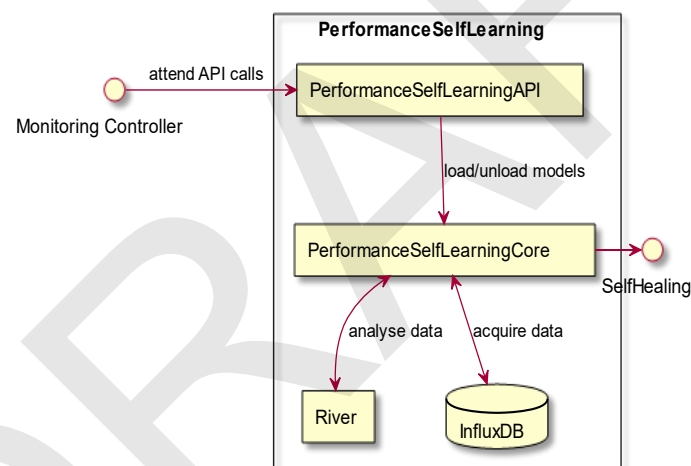 PerformanceSelfLearning
attend API calls
PerformanceSelfLearningAPI
Monitoring Controller
load/unload models
PerformanceSelfLearningCore
SelfHealing
analyse data
acquire data
River
InfluxDB